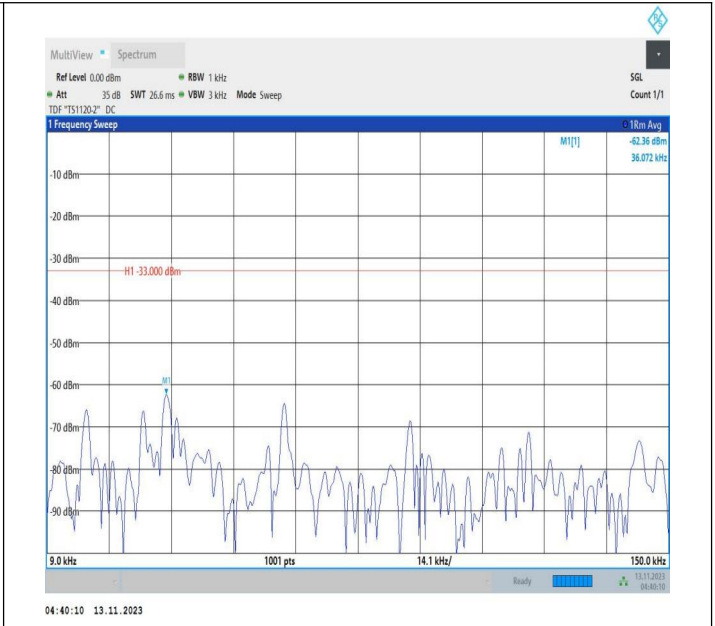 R S
MultiView Spectrum
Ref Level 0.00 dBm RBW 1 kHz SGL
Att 35 dB SWT 26.6 ms VBW 3 kHz Mode Sweep Count 1/1
TDF "TS1120-2" DC
1 Frequency Sweep 1Rm Avg
M1[1] -62.36 dBm
36.072 kHz
-10 dBm
-20 dBm
-30 dBm
H1 -33.000 dBm
-40 dBm
-50 dBm
-60 dBm
M1
-70 dBm
-80 dBm
-90 dBm
9.0 kHz 1001 pts 14.1 kHz/ 150.0 kHz
Ready 13.11.2023
04:40:10
04:40:10 13.11.2023